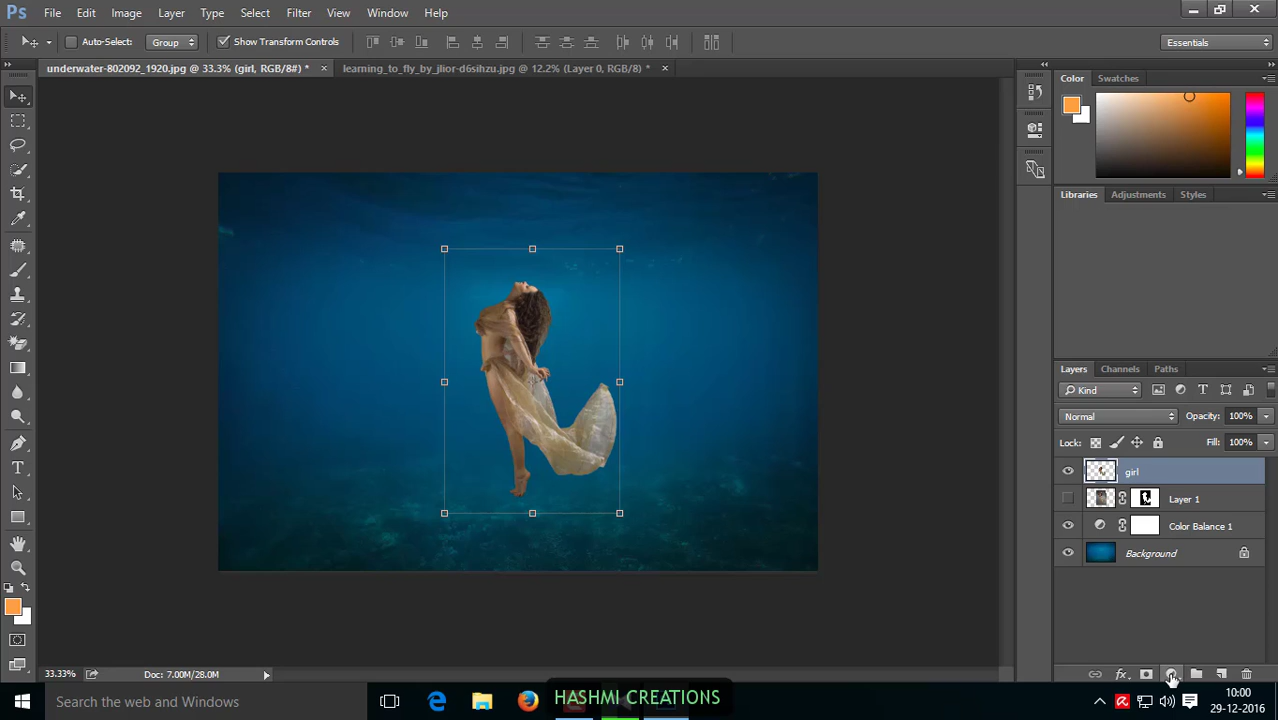 Ps File Edit Image Layer Type Select Filter 3D View Window Help
Auto-Select: Group Show Transform Controls Essentials
underwater-802092_1920.jpg @ 33.3% (girl, RGB/8#) * × learning_to_fly_by_jlior-d6sihzu.jpg @ 12.2% (Layer 0, RGB/8) * ×
Color Swatches
Libraries Adjustments Styles
Layers Channels Paths
Kind
Normal Opacity: 100%
Lock: Fill: 100%
girl
Layer 1
Color Balance 1
Background
33.33% Doc: 7.00M/28.0M
Search the web and Windows
HASHMI CREATIONS
10:00
29-12-2016